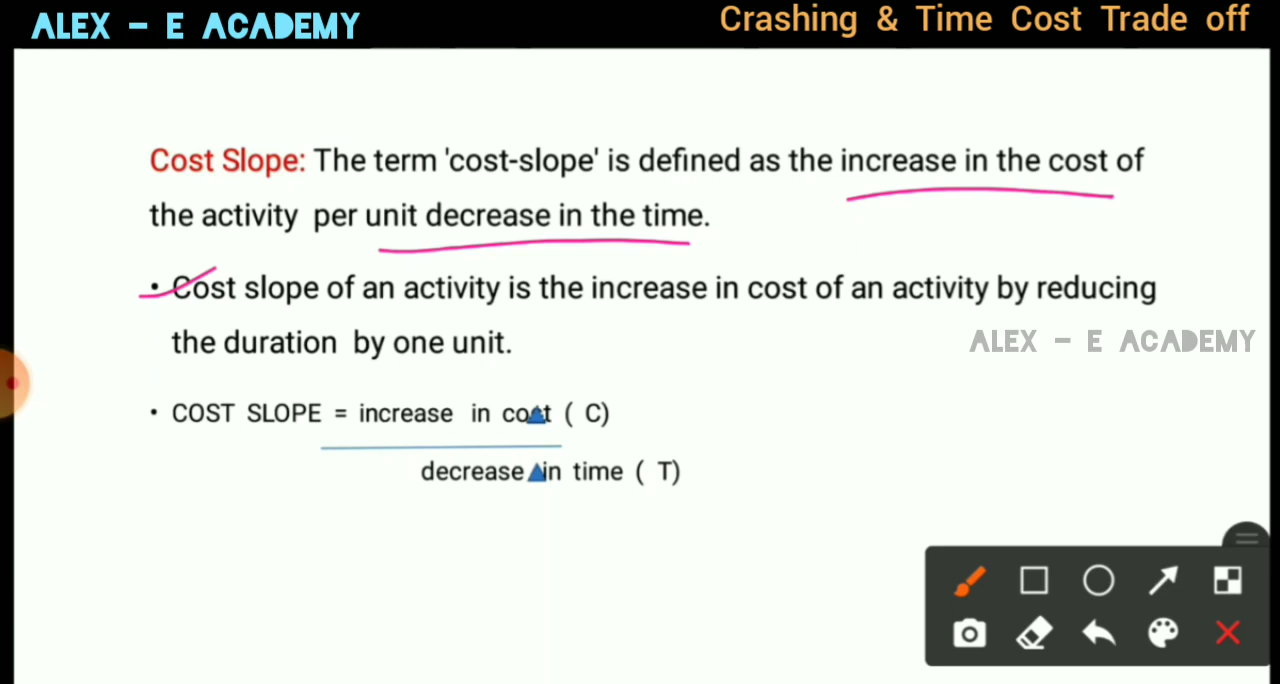 ALEX - E ACADEMY
Crashing & Time Cost Trade off
Cost Slope: The term 'cost-slope' is defined as the increase in the cost of
the activity per unit decrease in the time.
• Cost slope of an activity is the increase in cost of an activity by reducing
the duration by one unit.
ALEX - E ACADEMY
• COST SLOPE = increase in cost ( C)
decrease in time ( T)